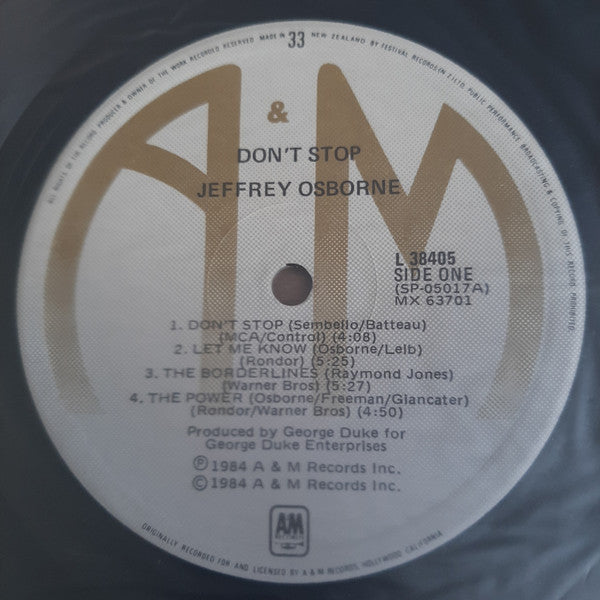 ALL RIGHTS OF THE RECORD PRODUCER & OWNER OF THE WORK RECORDED RESERVED MADE IN NEW ZEALAND BY FESTIVAL RECORDS(N.Z)LTD. PUBLIC PERFORMANCE, BROADCASTING & COPYING OF THIS RECORD PROHIBITED
33
A & M
DON'T STOP
JEFFREY OSBORNE
L 38405
SIDE ONE
(SP-05017A)
MX 63701
1. DON'T STOP (Sembello/Batteau)
(MCA/Control) (4:08)
2. LET ME KNOW (Osborne/Leib)
(Rondor) (5:25)
3. THE BORDERLINES (Raymond Jones)
(Warner Bros) (5:27)
4. THE POWER (Osborne/Freeman/Giancater)
(Rondor/Warner Bros) (4:50)
Produced by George Duke for
George Duke Enterprises
Ⓟ 1984 A & M Records Inc.
© 1984 A & M Records Inc.
AM
RECORDS
ORIGINALLY RECORDED FOR AND LICENSED BY A & M RECORDS, HOLLYWOOD, CALIFORNIA